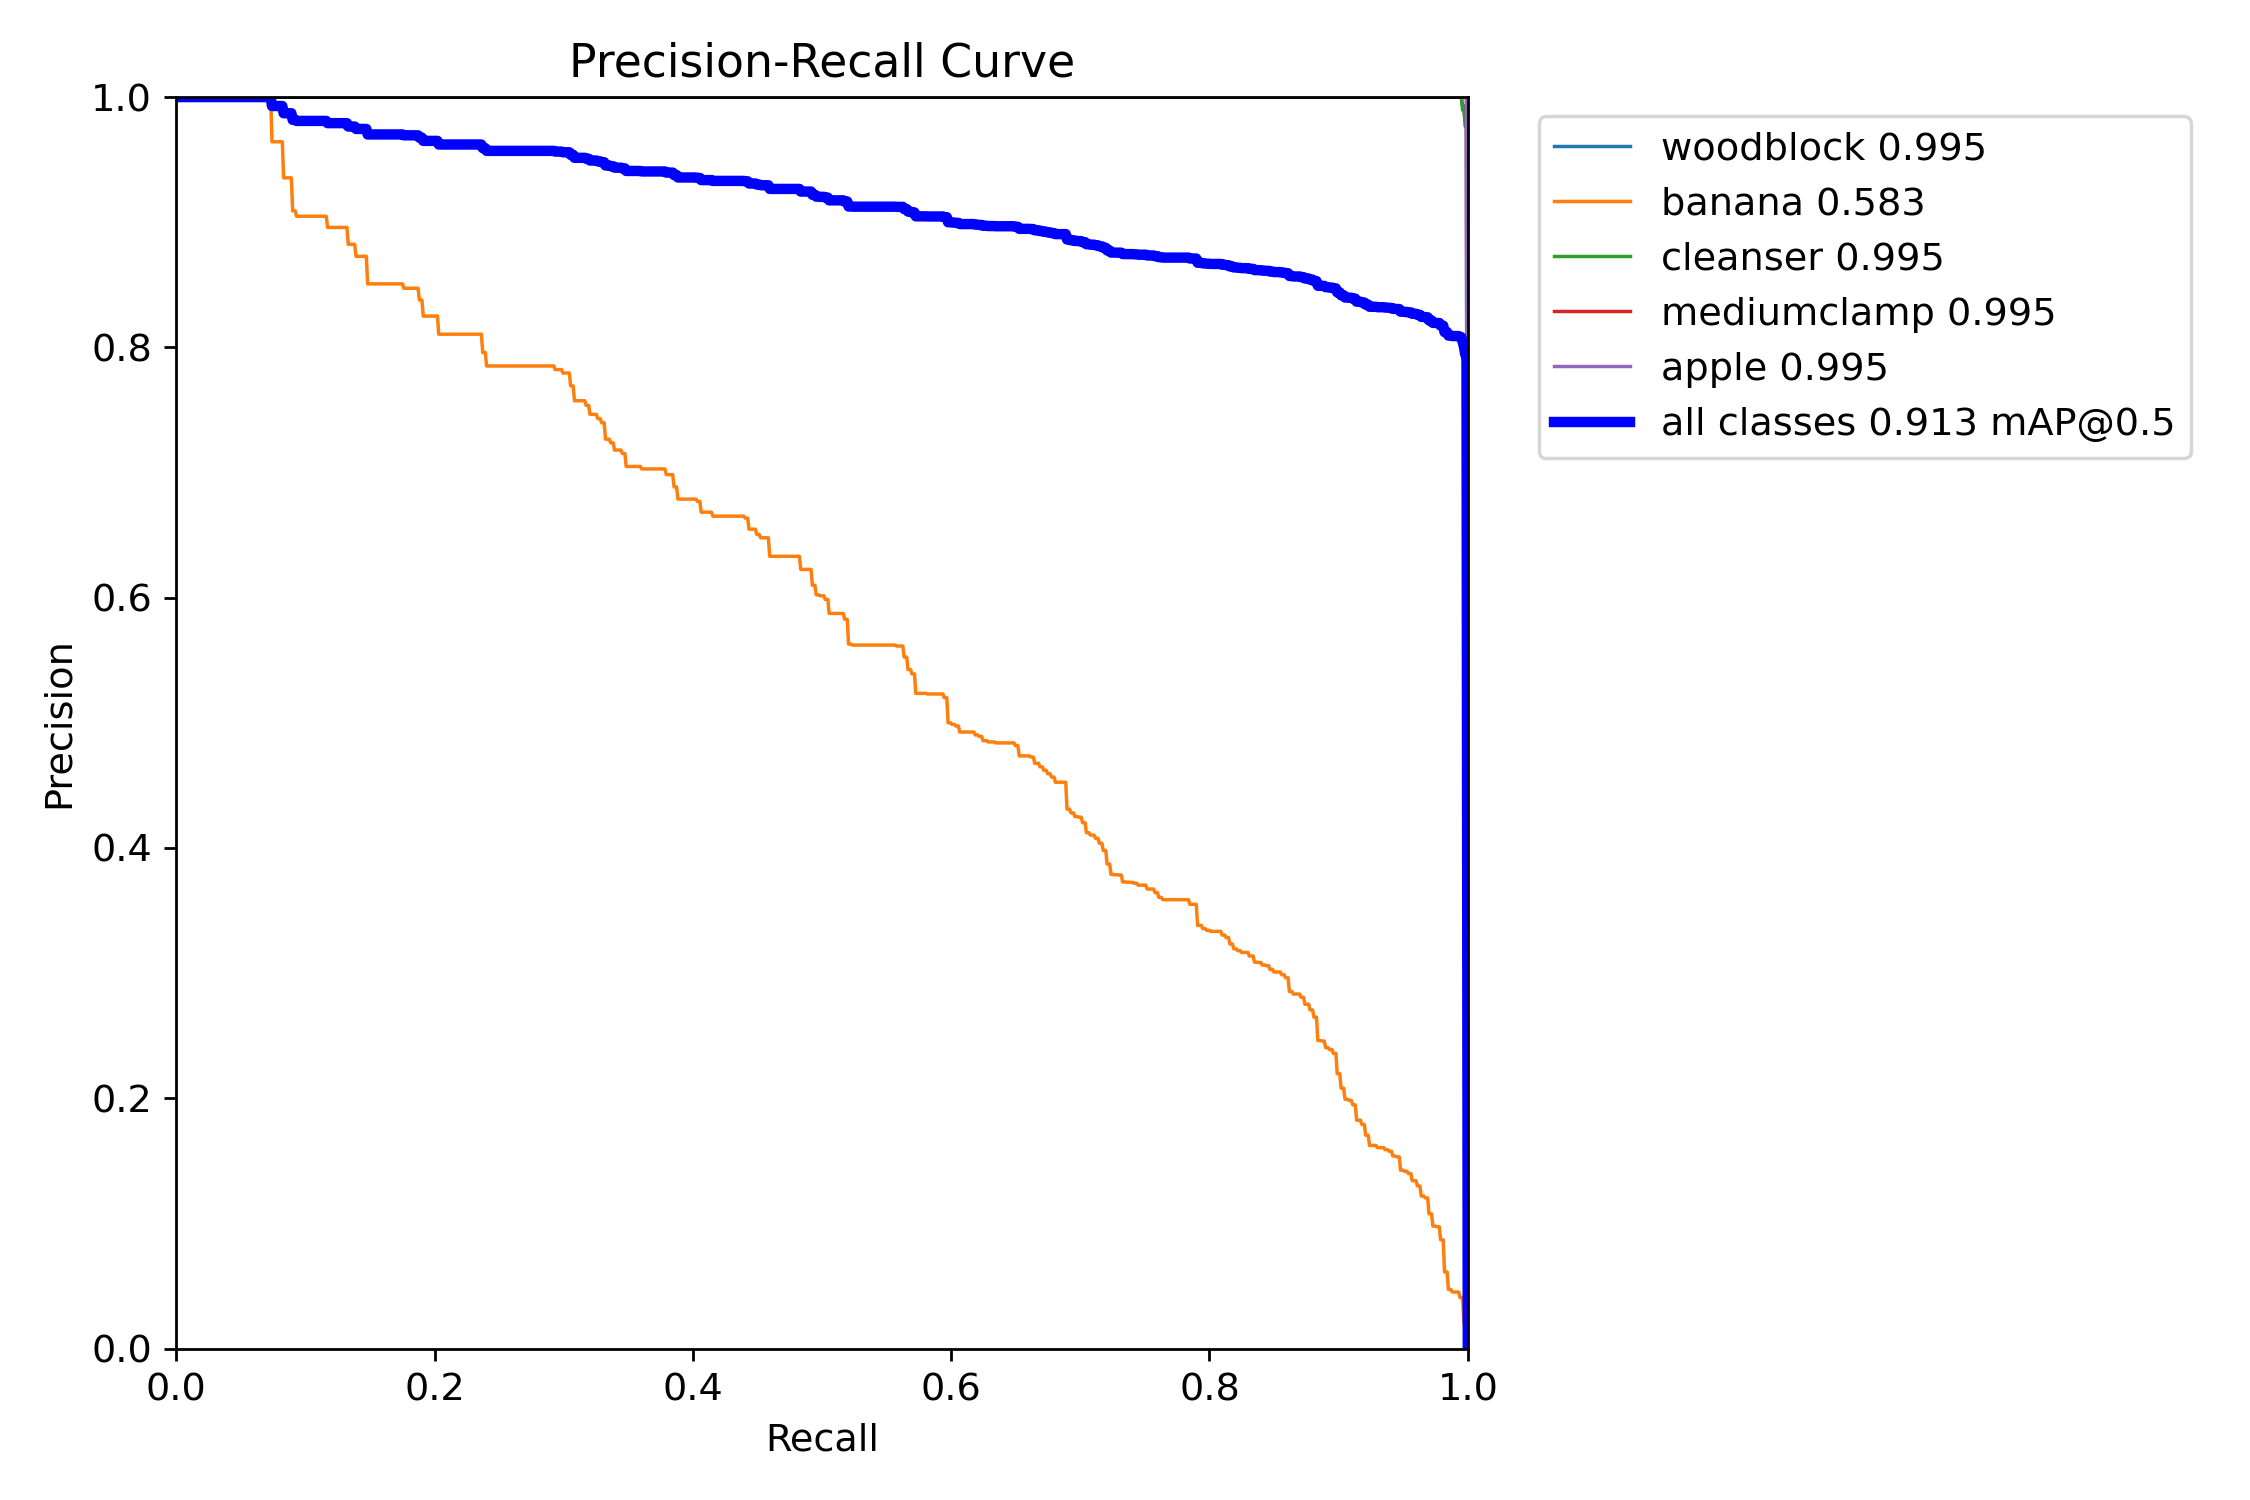 Precision-Recall Curve
1.0
0.8
0.6
0.4
0.2
0.0
Precision
0.0 0.2 0.4 0.6 0.8 1.0
Recall
woodblock 0.995
banana 0.583
cleanser 0.995
mediumclamp 0.995
apple 0.995
all classes 0.913 mAP@0.5